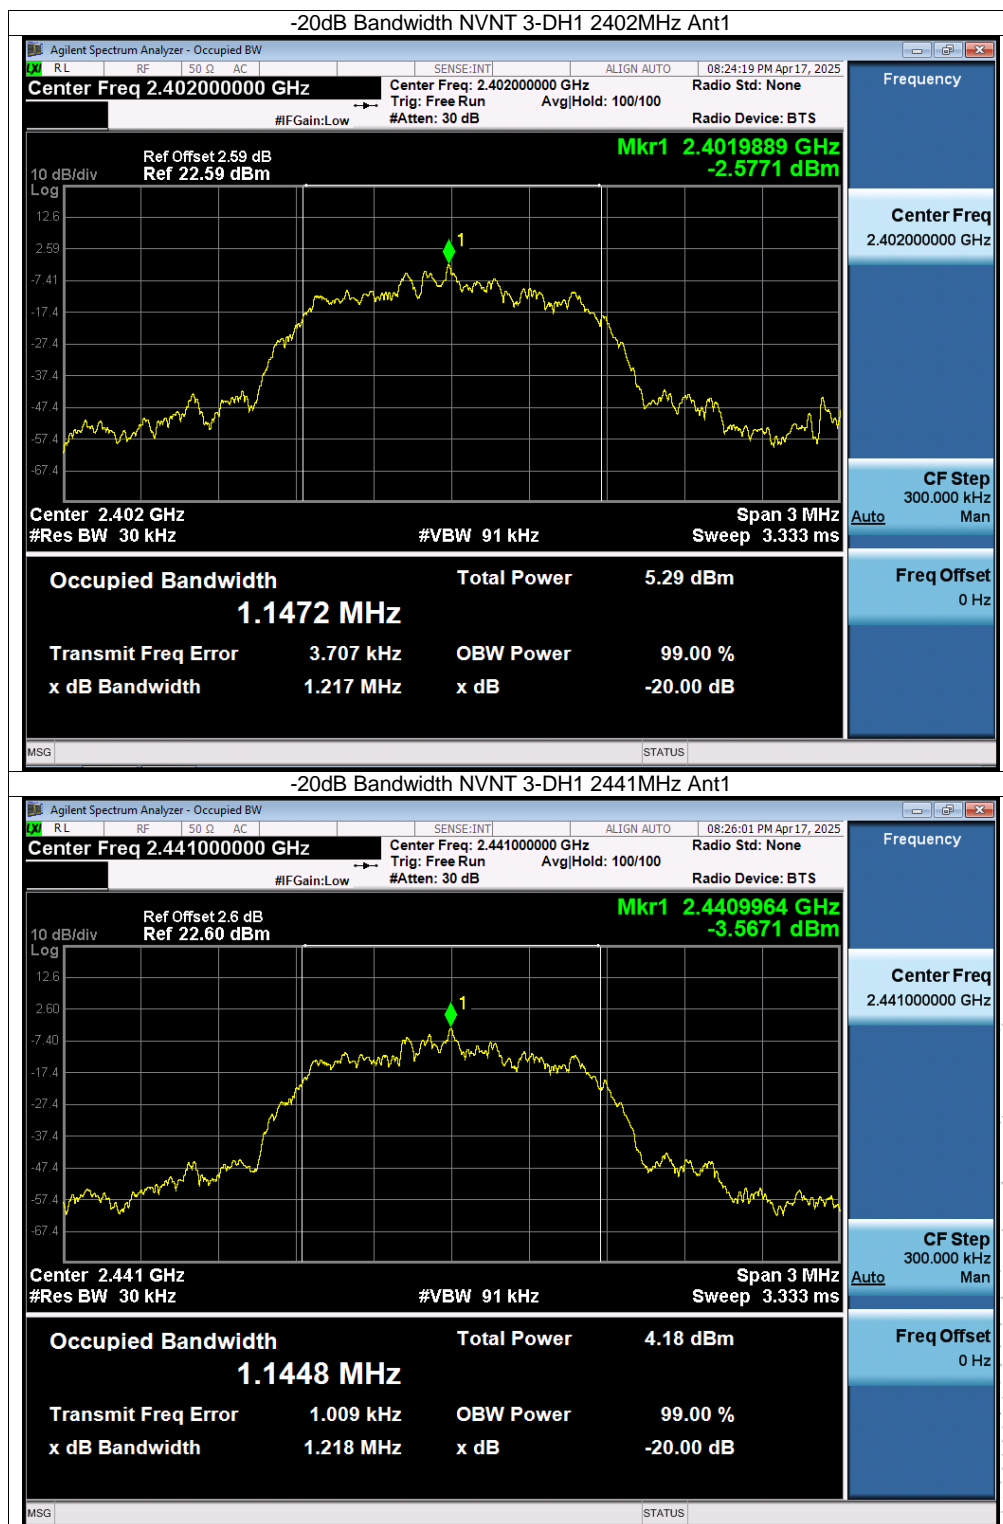 -20dB Bandwidth NVNT 3-DH1 2402MHz Ant1
Agilent Spectrum Analyzer - Occupied BW
LXI RL RF 50 Ω AC SENSE:INT ALIGN AUTO 08:24:19 PM Apr 17, 2025
Center Freq 2.402000000 GHz
Center Freq: 2.402000000 GHz Radio Std: None
Trig: Free Run Avg|Hold: 100/100
#IFGain:Low #Atten: 30 dB Radio Device: BTS
Frequency
Mkr1 2.4019889 GHz
-2.5771 dBm
Ref Offset 2.59 dB
10 dB/div Ref 22.59 dBm
Log
12.6
2.59
-7.41
-17.4
-27.4
-37.4
-47.4
-57.4
-67.4
1
Center Freq
2.402000000 GHz
Center 2.402 GHz Span 3 MHz
#Res BW 30 kHz #VBW 91 kHz Sweep 3.333 ms
CF Step
300.000 kHz
Auto Man
Occupied Bandwidth Total Power 5.29 dBm
1.1472 MHz
Transmit Freq Error 3.707 kHz OBW Power 99.00 %
x dB Bandwidth 1.217 MHz x dB -20.00 dB
Freq Offset
0 Hz
MSG STATUS
-20dB Bandwidth NVNT 3-DH1 2441MHz Ant1
Agilent Spectrum Analyzer - Occupied BW
LXI RL RF 50 Ω AC SENSE:INT ALIGN AUTO 08:26:01 PM Apr 17, 2025
Center Freq 2.441000000 GHz
Center Freq: 2.441000000 GHz Radio Std: None
Trig: Free Run Avg|Hold: 100/100
#IFGain:Low #Atten: 30 dB Radio Device: BTS
Frequency
Mkr1 2.4409964 GHz
-3.5671 dBm
Ref Offset 2.6 dB
10 dB/div Ref 22.60 dBm
Log
12.6
2.60
-7.40
-17.4
-27.4
-37.4
-47.4
-57.4
-67.4
1
Center Freq
2.441000000 GHz
Center 2.441 GHz Span 3 MHz
#Res BW 30 kHz #VBW 91 kHz Sweep 3.333 ms
CF Step
300.000 kHz
Auto Man
Occupied Bandwidth Total Power 4.18 dBm
1.1448 MHz
Transmit Freq Error 1.009 kHz OBW Power 99.00 %
x dB Bandwidth 1.218 MHz x dB -20.00 dB
Freq Offset
0 Hz
MSG STATUS